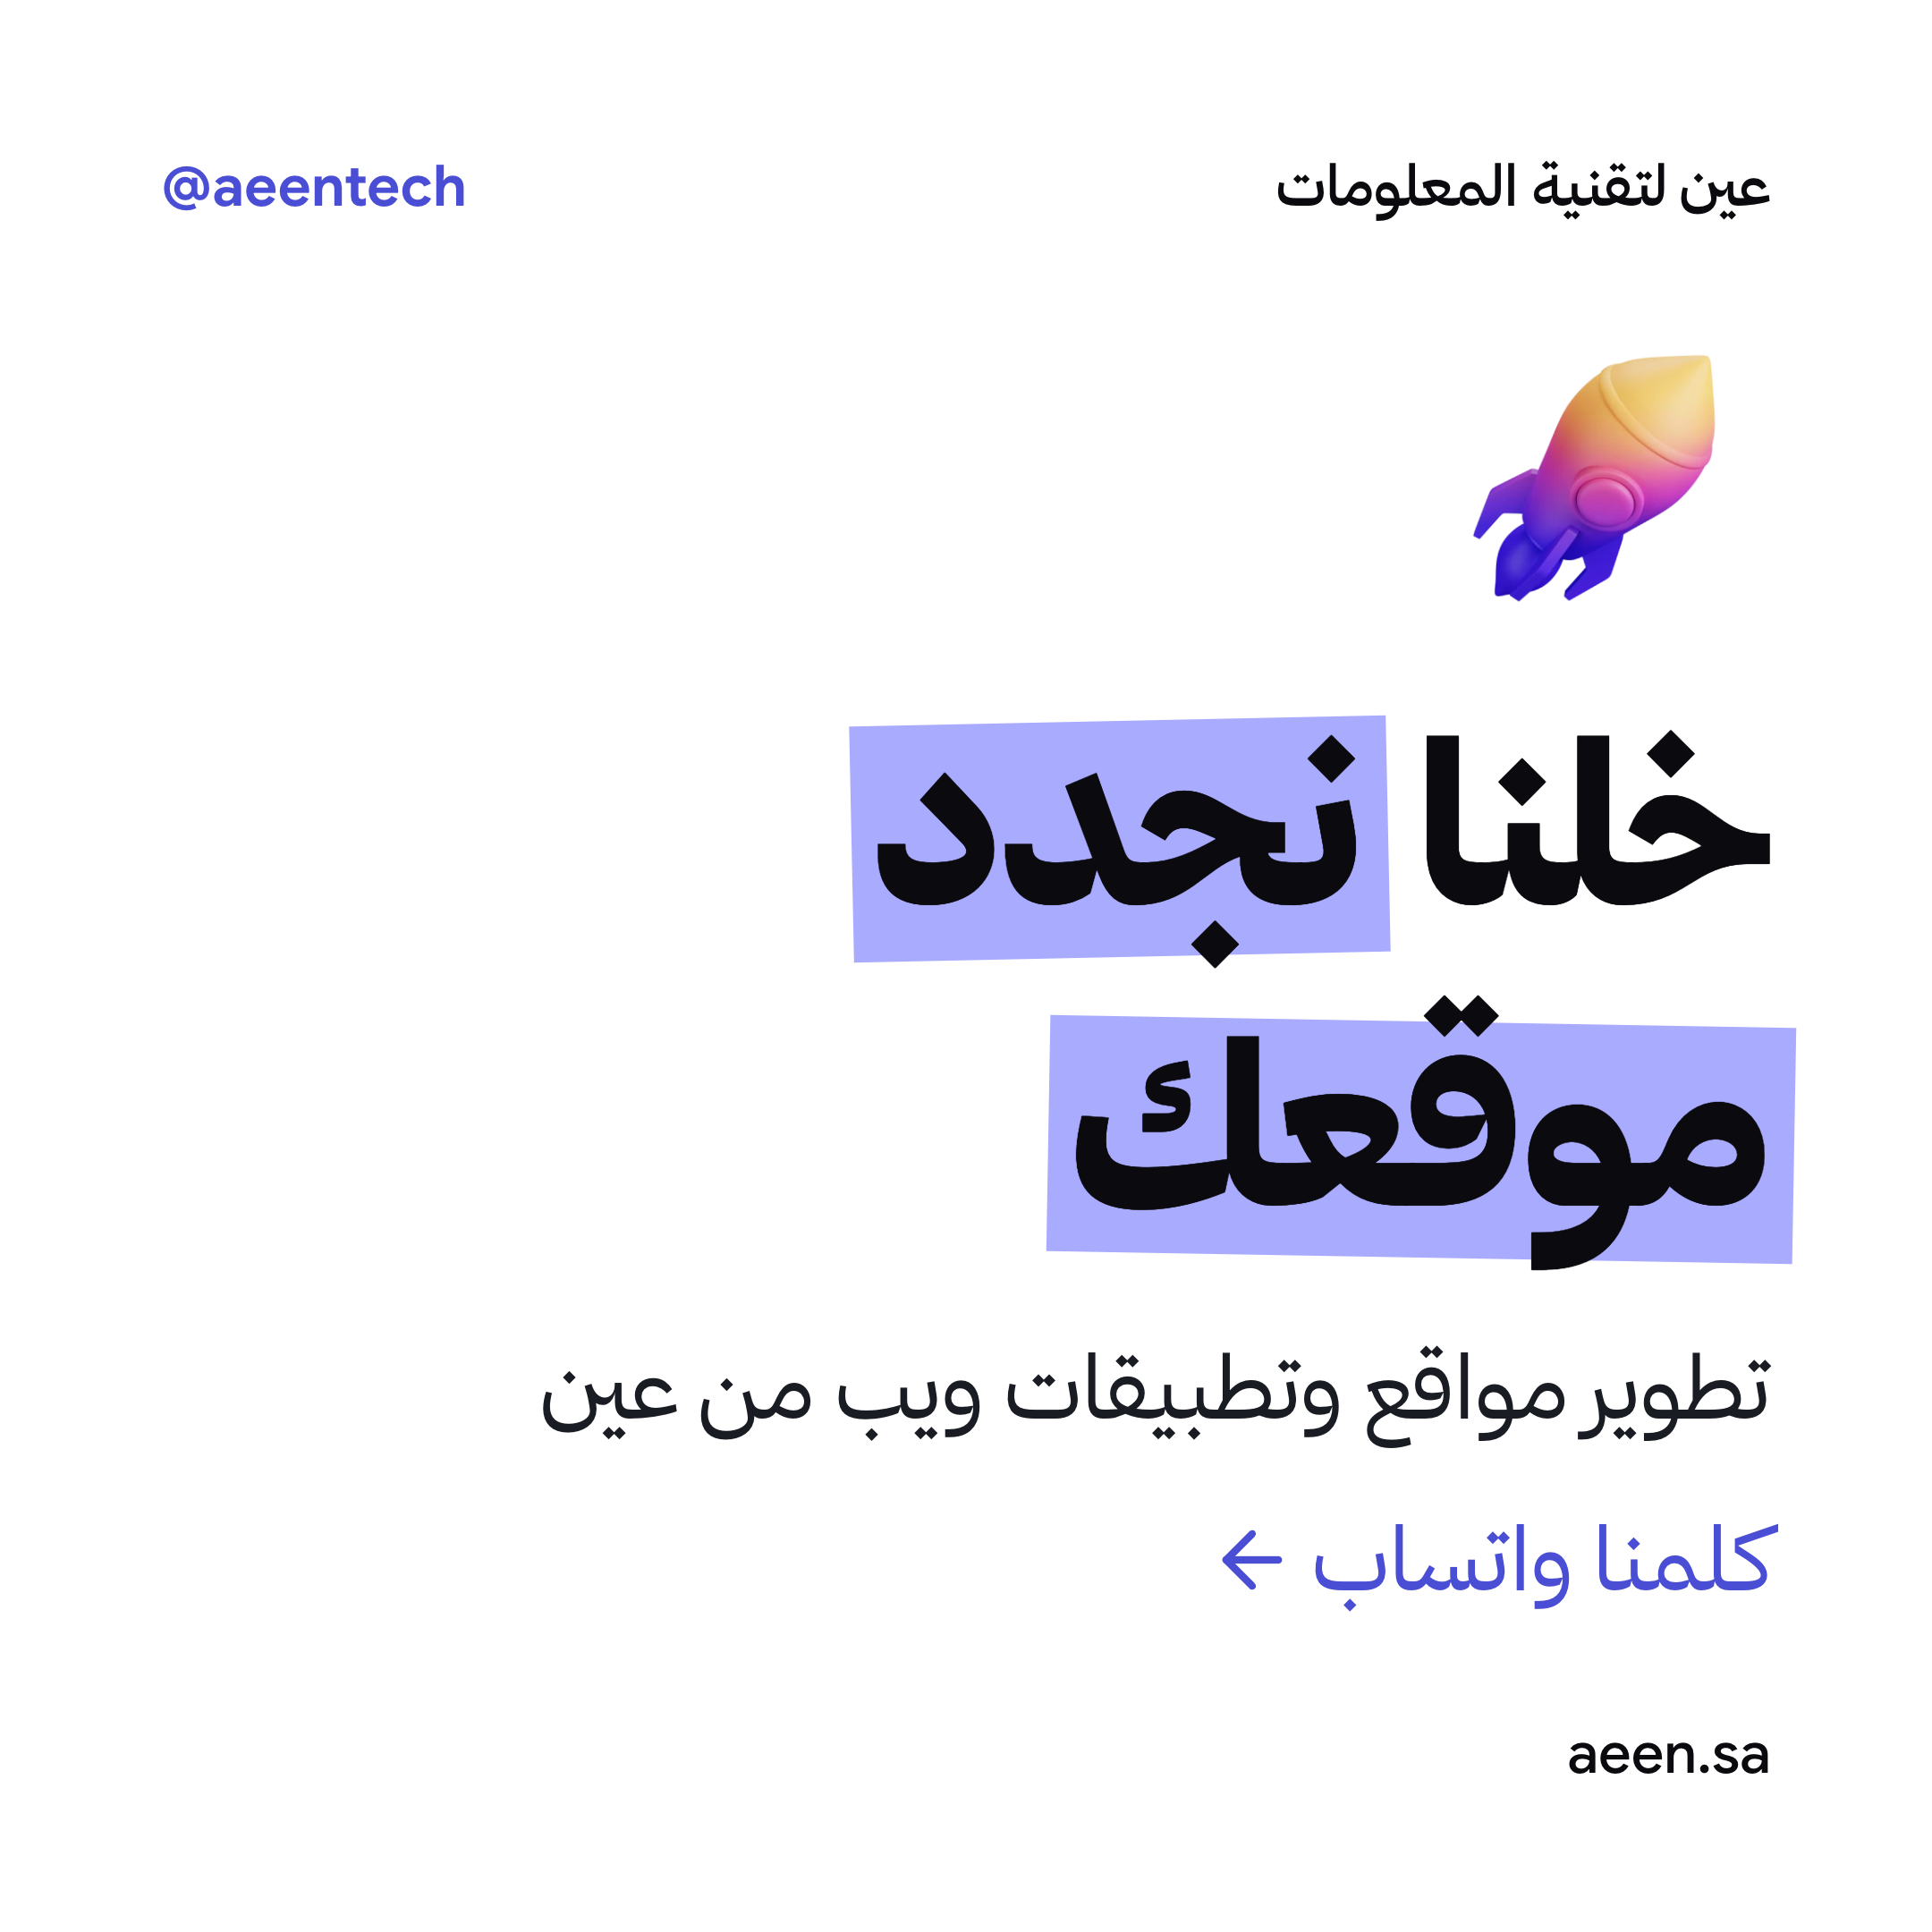 عين لتقنية المعلومات
@aeentech
خلنا نجدد
موقعك
تطوير مواقع وتطبيقات ويب من عين
كلمنا واتساب ←
aeen.sa